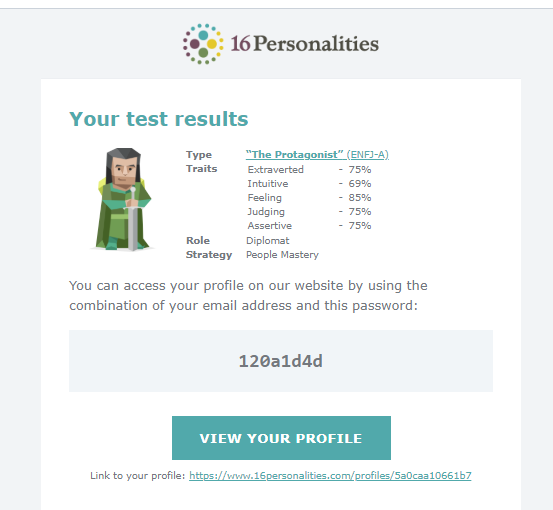 16Personalities
Your test results
Type "The Protagonist" (ENFJ-A)
Traits Extraverted - 75%
Intuitive - 69%
Feeling - 85%
Judging - 75%
Assertive - 75%
Role Diplomat
Strategy People Mastery
You can access your profile on our website by using the
combination of your email address and this password:
120a1d4d
VIEW YOUR PROFILE
Link to your profile: https://www.16personalities.com/profiles/5a0caa10661b7